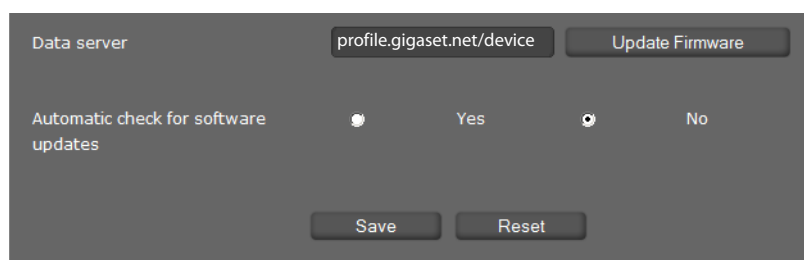 Data server profile.gigaset.net/device Update Firmware
Automatic check for software Yes No
updates
Save Reset